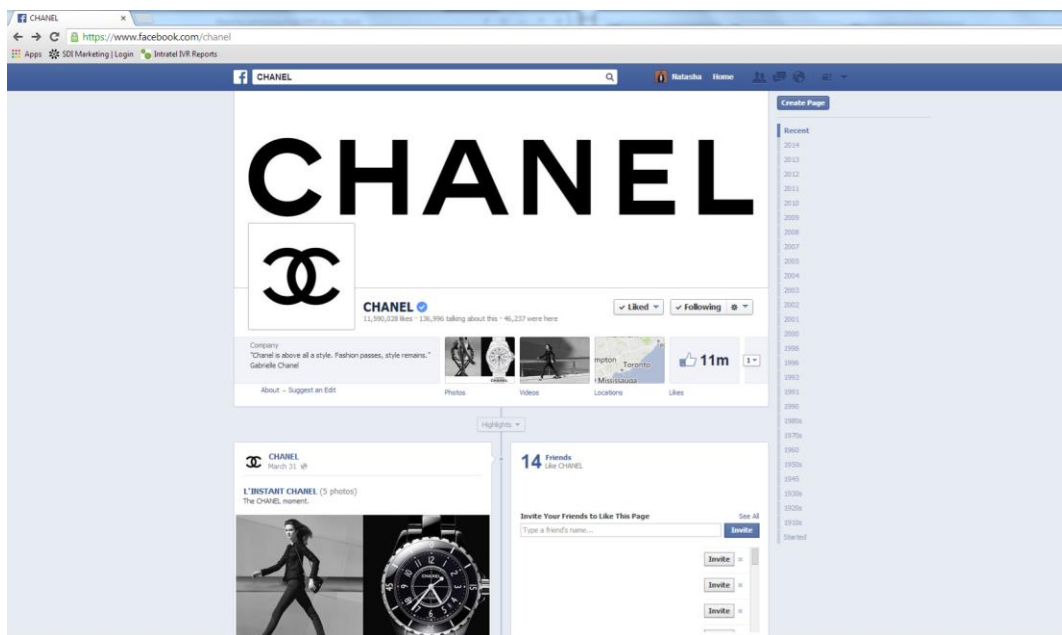 CHANEL
https://www.facebook.com/chanel
Apps SDI Marketing | Login Intratel IVR Reports
CHANEL Natasha Home
Create Page
CHANEL
CHANEL
11,590,028 likes · 136,996 talking about this · 46,237 were here
Liked Following
Company
"Chanel is above all a style. Fashion passes, style remains."
Gabrielle Chanel
About - Suggest an Edit
CHANEL
Photos
Videos
mpton Toronto
Mississauga
Locations
11m
Likes
1
Highlights
CHANEL
March 31
L'INSTANT CHANEL (5 photos)
The CHANEL moment.
14 Friends
Like CHANEL
Invite Your Friends to Like This Page See All
Type a friend's name... Invite
Invite
Invite
Invite
Recent
2014
2013
2012
2011
2010
2009
2008
2007
2005
2004
2003
2002
2001
2000
1998
1996
1993
1991
1990
1980s
1970s
1960
1950s
1945
1930s
1920s
1910s
Started